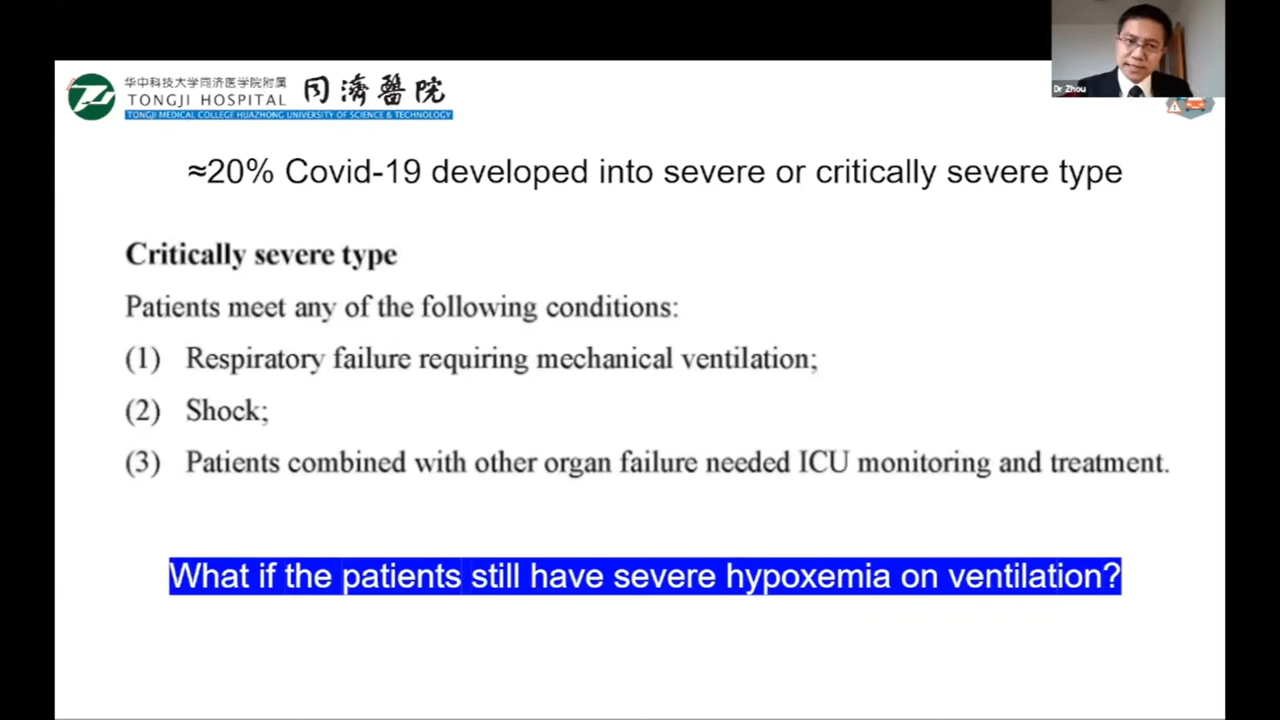 华中科技大学同济医学院附属
TONGJI HOSPITAL
同濟醫院
TONGJI MEDICAL COLLEGE HUAZHONG UNIVERSITY OF SCIENCE & TECHNOLOGY
Dr Zhou
≈20% Covid-19 developed into severe or critically severe type
Critically severe type
Patients meet any of the following conditions:
(1) Respiratory failure requiring mechanical ventilation;
(2) Shock;
(3) Patients combined with other organ failure needed ICU monitoring and treatment.
What if the patients still have severe hypoxemia on ventilation?